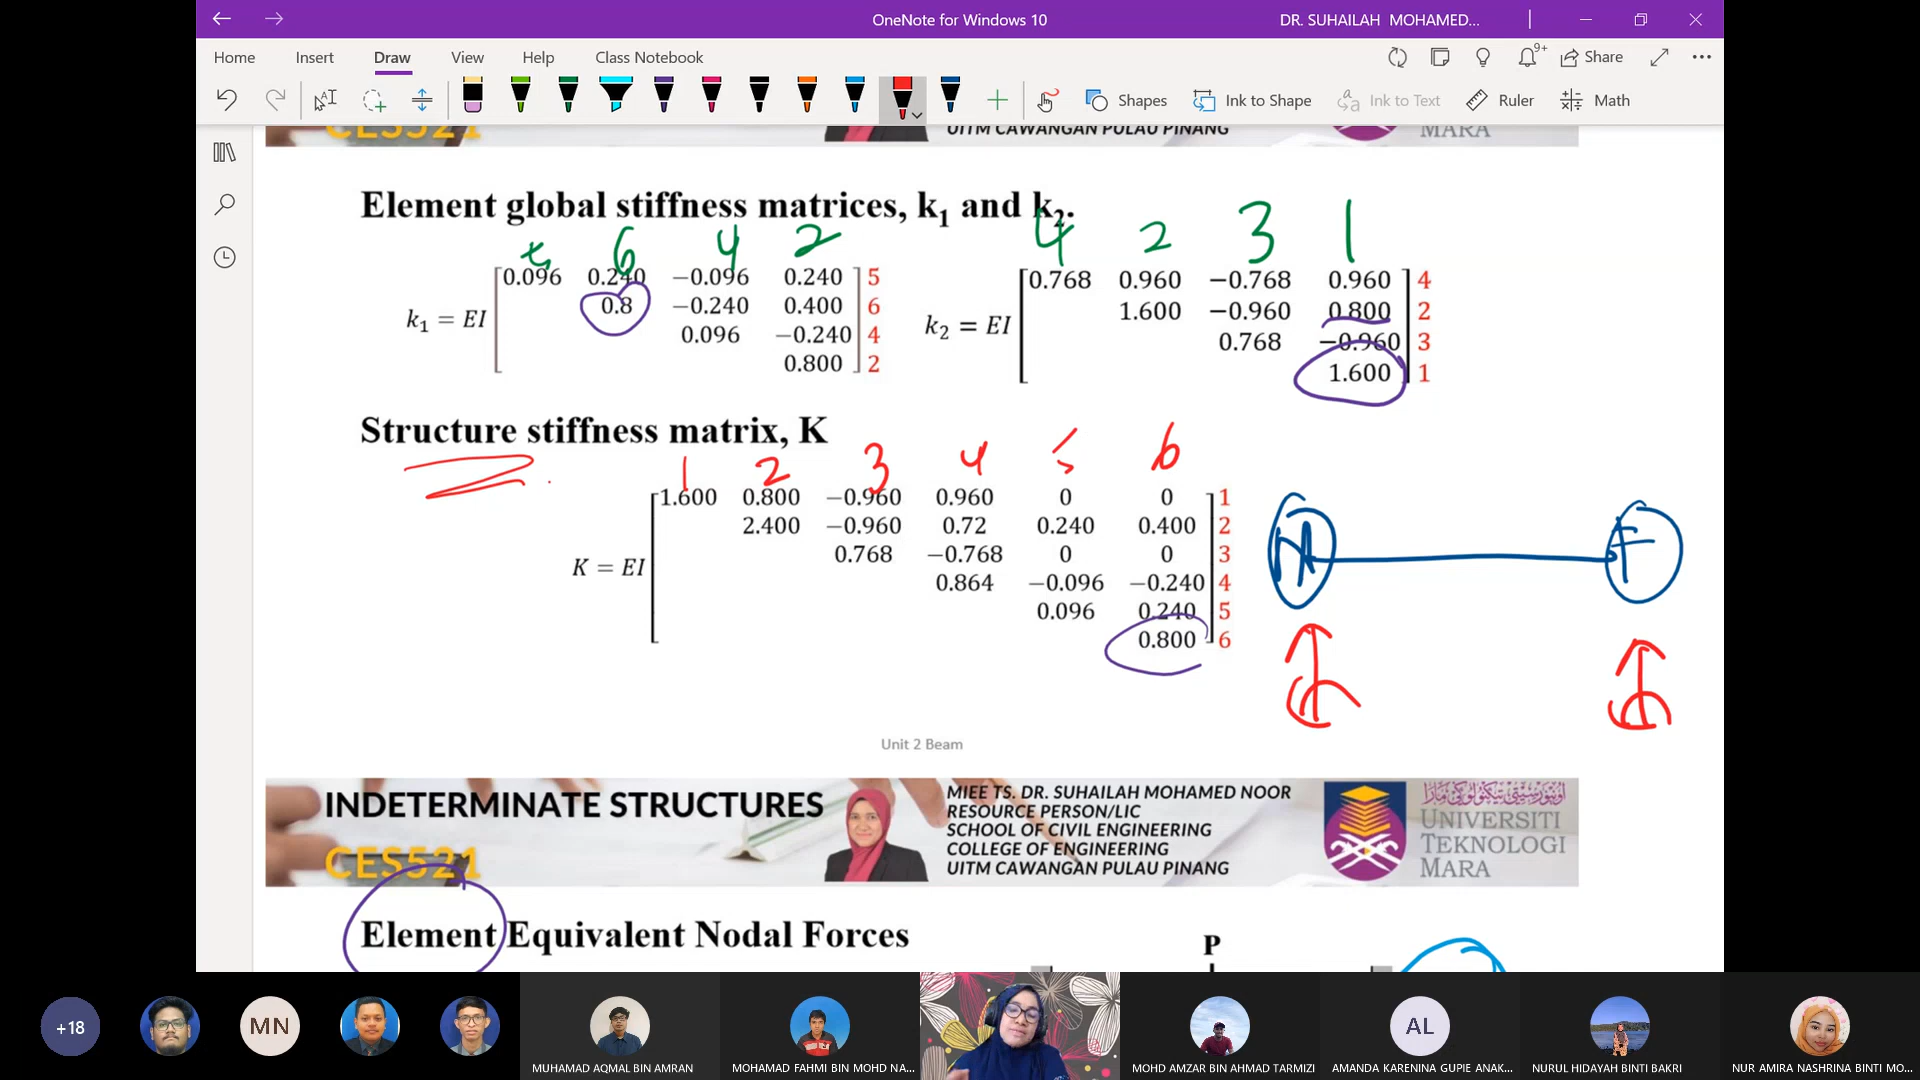 OneNote for Windows 10
DR. SUHAILAH MOHAMED...
Home Insert Draw View Help Class Notebook
9+ Share
Shapes Ink to Shape Ink to Text Ruler Math
CES521
UITM CAWANGAN PULAU PINANG
MARA
Element global stiffness matrices, k1 and k2.
5 6 4 2
4 2 3 1
k1 = EI
0.096 0.240 −0.096 0.240 5
0.8 −0.240 0.400 6
0.096 −0.240 4
0.800 2
k2 = EI
0.768 0.960 −0.768 0.960 4
1.600 −0.960 0.800 2
0.768 −0.960 3
1.600 1
Structure stiffness matrix, K
1 2 3 4 5 6
K = EI
1.600 0.800 −0.960 0.960 0 0 1
2.400 −0.960 0.72 0.240 0.400 2
0.768 −0.768 0 0 3
0.864 −0.096 −0.240 4
0.096 0.240 5
0.800 6
Unit 2 Beam
INDETERMINATE STRUCTURES
CES521
MIEE TS. DR. SUHAILAH MOHAMED NOOR
RESOURCE PERSON/LIC
SCHOOL OF CIVIL ENGINEERING
COLLEGE OF ENGINEERING
UITM CAWANGAN PULAU PINANG
UNIVERSITI
TEKNOLOGI
MARA
Element Equivalent Nodal Forces
P
+18
MN
AL
MUHAMAD AQMAL BIN AMRAN
MOHAMAD FAHMI BIN MOHD NA...
MOHD AMZAR BIN AHMAD TARMIZI
AMANDA KARENINA GUPIE ANAK...
NURUL HIDAYAH BINTI BAKRI
NUR AMIRA NASHRINA BINTI MO...